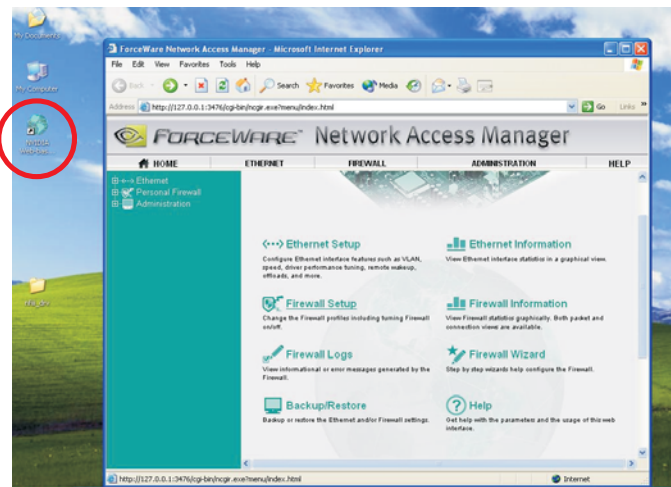 My Documents
ForceWare Network Access Manager - Microsoft Internet Explorer
File Edit View Favorites Tools Help
Back Search Favorites Media
My Computer
Address http://127.0.0.1:3476/cgi-bin/ncgir.exe?menu/index.html Go Links
FORCEWARE™ Network Access Manager
HOME ETHERNET FIREWALL ADMINISTRATION HELP
Ethernet
Personal Firewall
Administration
Ethernet Setup
Configure Ethernet interface features such as VLAN,
speed, driver performance tuning, remote wakeup,
offloads, and more.
Ethernet Information
View Ethernet interface statistics in a graphical view.
Firewall Setup
Change the Firewall profiles including turning Firewall
on/off.
Firewall Information
View Firewall statistics graphically. Both packet and
connection views are available.
Firewall Logs
View informational or error messages generated by the
Firewall.
Firewall Wizard
Step by step wizards help configure the Firewall.
Backup/Restore
Backup or restore the Ethernet and/or Firewall settings.
Help
Get help with the parameters and the usage of this web
interface.
http://127.0.0.1:3476/cgi-bin/ncgir.exe?menu/index.html Internet